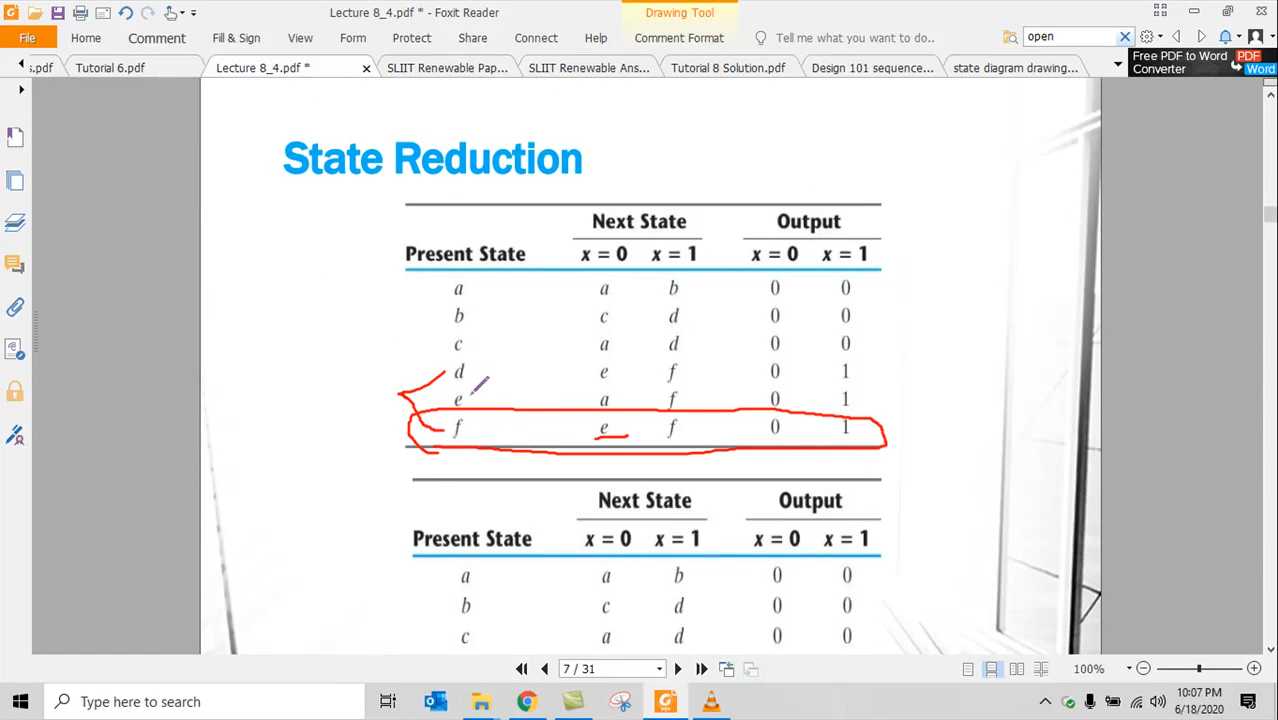 Lecture 8_4.pdf * - Foxit Reader
Drawing Tool
File Home Comment Fill & Sign View Form Protect Share Connect Help Comment Format Tell me what you want to do.. open
s.pdf Tutorial 6.pdf Lecture 8_4.pdf * SLIIT Renewable Pap... SLIIT Renewable Ans... Tutorial 8 Solution.pdf Design 101 sequence... state diagram drawing...
Free PDF to Word
Converter
PDF
Word
State Reduction
Next State Output
Present State x = 0 x = 1 x = 0 x = 1
a a b 0 0
b c d 0 0
c a d 0 0
d e f 0 1
e a f 0 1
f e f 0 1
Next State Output
Present State x = 0 x = 1 x = 0 x = 1
a a b 0 0
b c d 0 0
c a d 0 0
7 / 31 100%
Type here to search
10:07 PM
6/18/2020